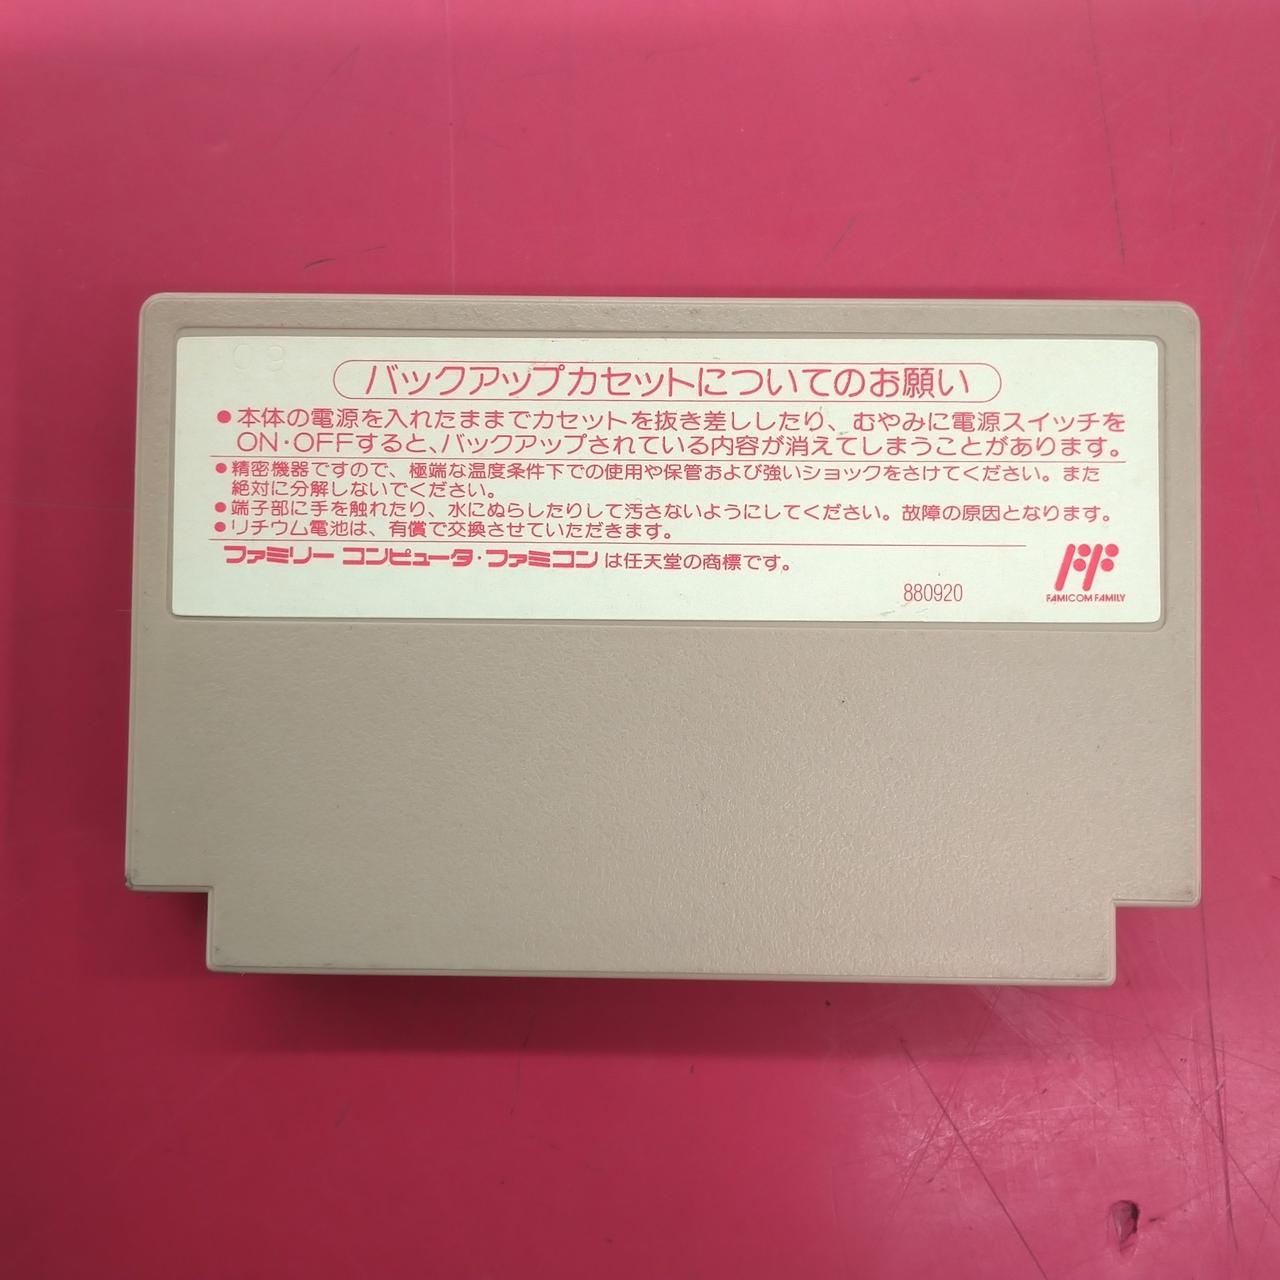 03
バックアップカセットについてのお願い
●本体の電源を入れたままでカセットを抜き差ししたり、むやみに電源スイッチを
ON・OFFすると、バックアップされている内容が消えてしまうことがあります。
●精密機器ですので、極端な温度条件下での使用や保管および強いショックをさけてください。また
絶対に分解しないでください。
●端子部に手を触れたり、水にぬらしたりして汚さないようにしてください。故障の原因となります。
●リチウム電池は、有償で交換させていただきます。
ファミリー コンピュータ・ファミコンは任天堂の商標です。
880920
FAMICOM FAMILY